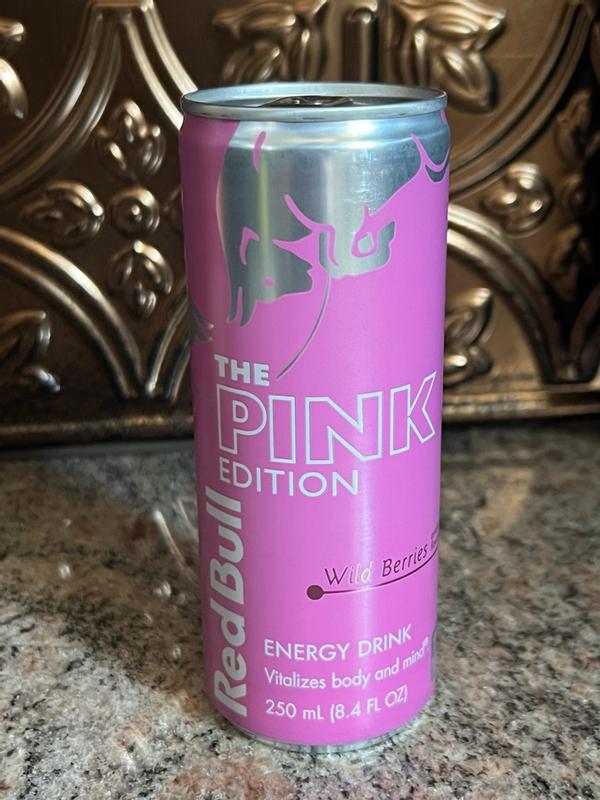 THE
PINK
EDITION
Red Bull
Wild Berries
ENERGY DRINK
Vitalizes body and mind®.
250 mL (8.4 FL OZ)